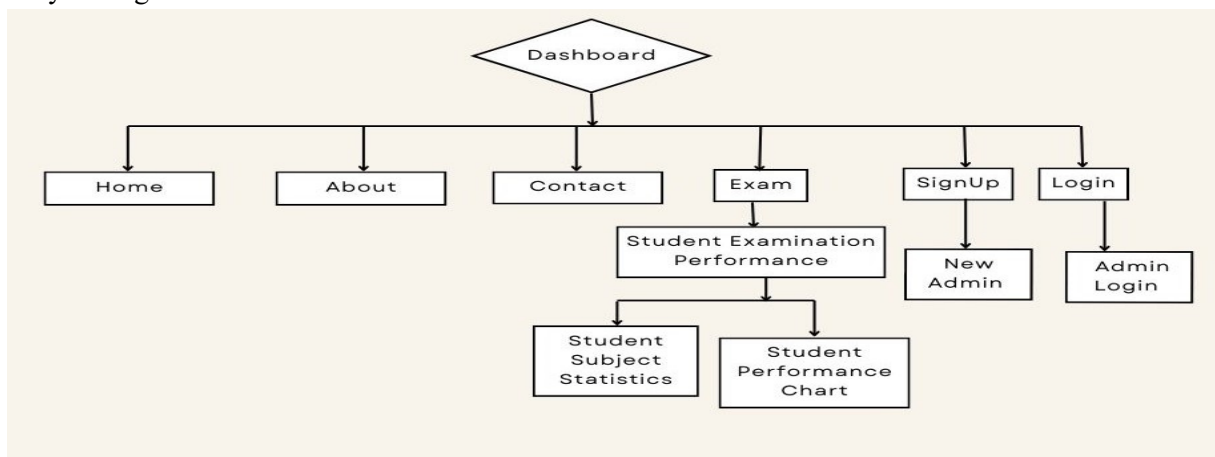 Dashboard
Home
About
Contact
Exam
SignUp
Login
Student Examination
Performance
New
Admin
Admin
Login
Student
Subject
Statistics
Student
Performance
Chart